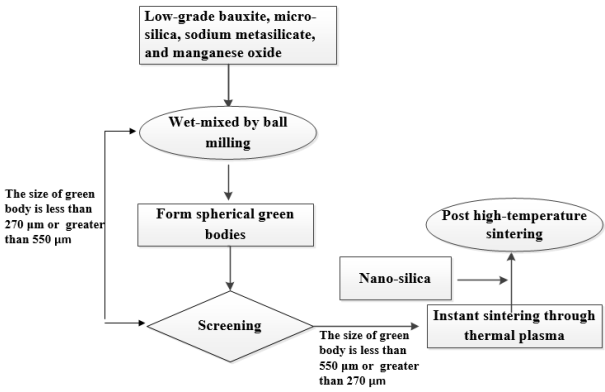 Low-grade bauxite, micro-
silica, sodium metasilicate,
and manganese oxide
Wet-mixed by ball
milling
The size of green
body is less than
270 μm or greater
than 550 μm
Form spherical green
bodies
Post high-temperature
sintering
Nano-silica
Screening
Instant sintering through
thermal plasma
The size of green
body is less than
550 μm or greater
than 270 μm